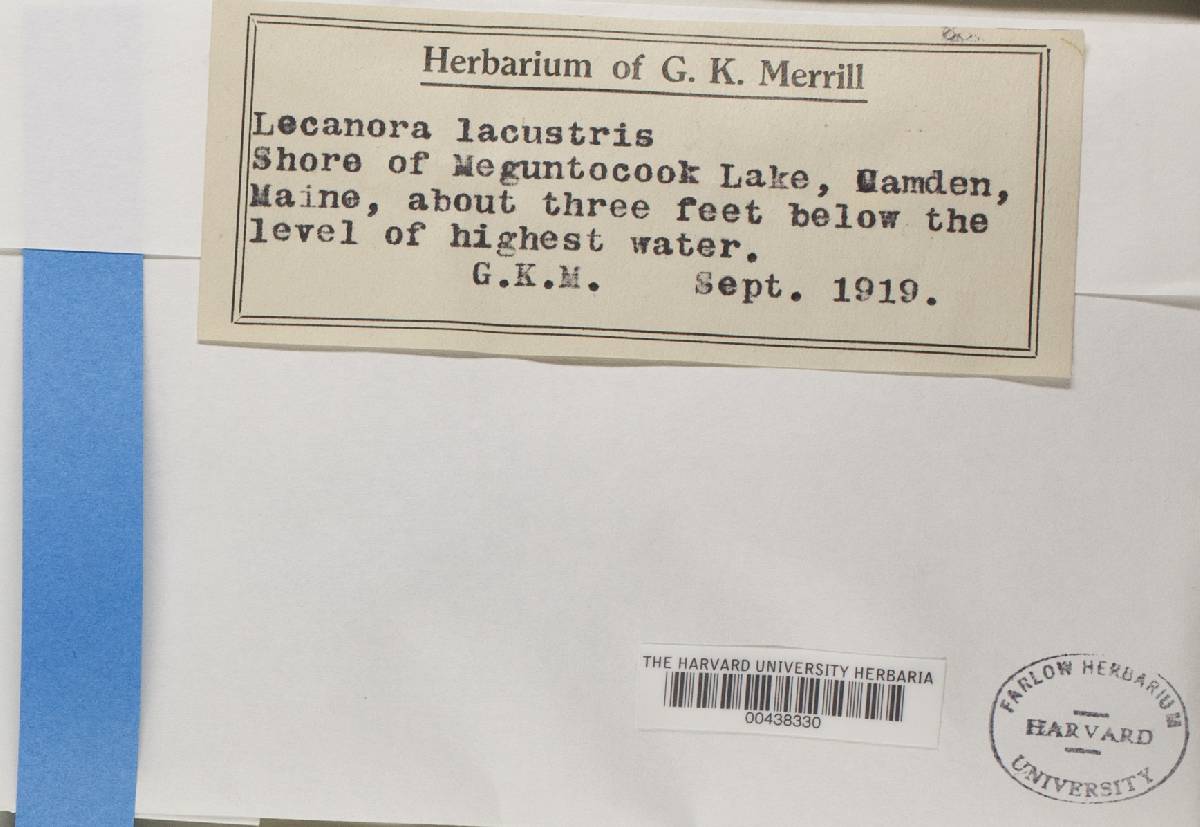 Herbarium of G. K. Merrill
Lecanora lacustris
Shore of Meguntocook Lake, Camden,
Maine, about three feet below the
level of highest water.
G.K.M. Sept. 1919.
THE HARVARD UNIVERSITY HERBARIA
00438330
FARLOW HERBARIUM
HARVARD
UNIVERSITY